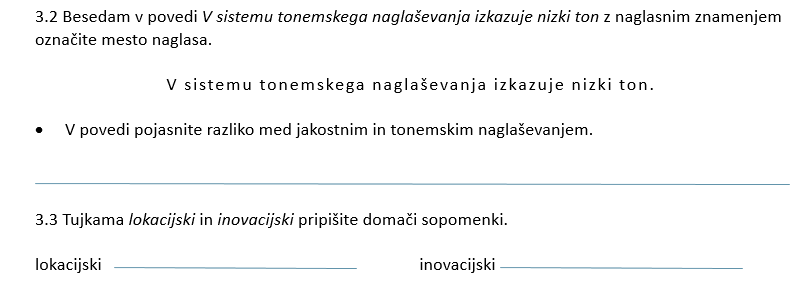 3.2 Besedam v povedi V sistemu tonemskega naglaševanja izkazuje nizki ton z naglasnim znamenjem
označite mesto naglasa.
V sistemu tonemskega naglaševanja izkazuje nizki ton.
• V povedi pojasnite razliko med jakostnim in tonemskim naglaševanjem.
3.3 Tujkama lokacijski in inovacijski pripišite domači sopomenki.
lokacijski inovacijski